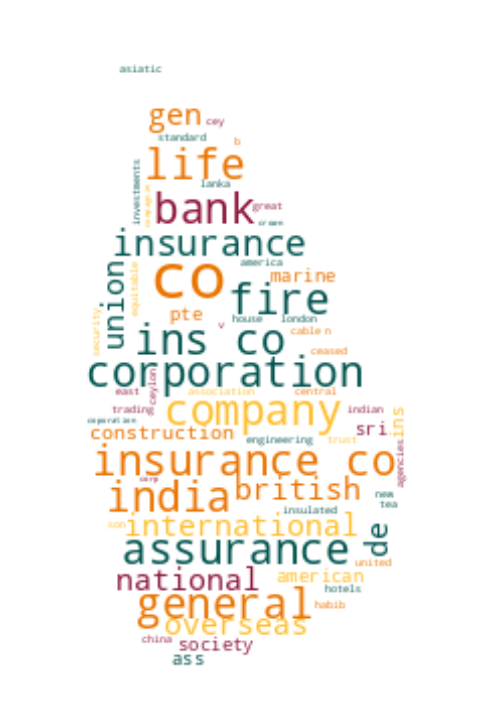 asiatic
gen
cey
standard
b
life
investments
lanka
bank
great
crown
insurance
america
co
marine
union
equitable
fire
pte
house
london
v
security
ins co
cable n
ceased
corporation
east
ceylon
association
central
trading
company
indian
ins
coporation
construction
sri
engineering
trust
agencies
insurance co
corp
india
british
new
insulated
tea
son
international
de
assurance
united
national
american
hotels
general
habib
overseas
china
society
ass